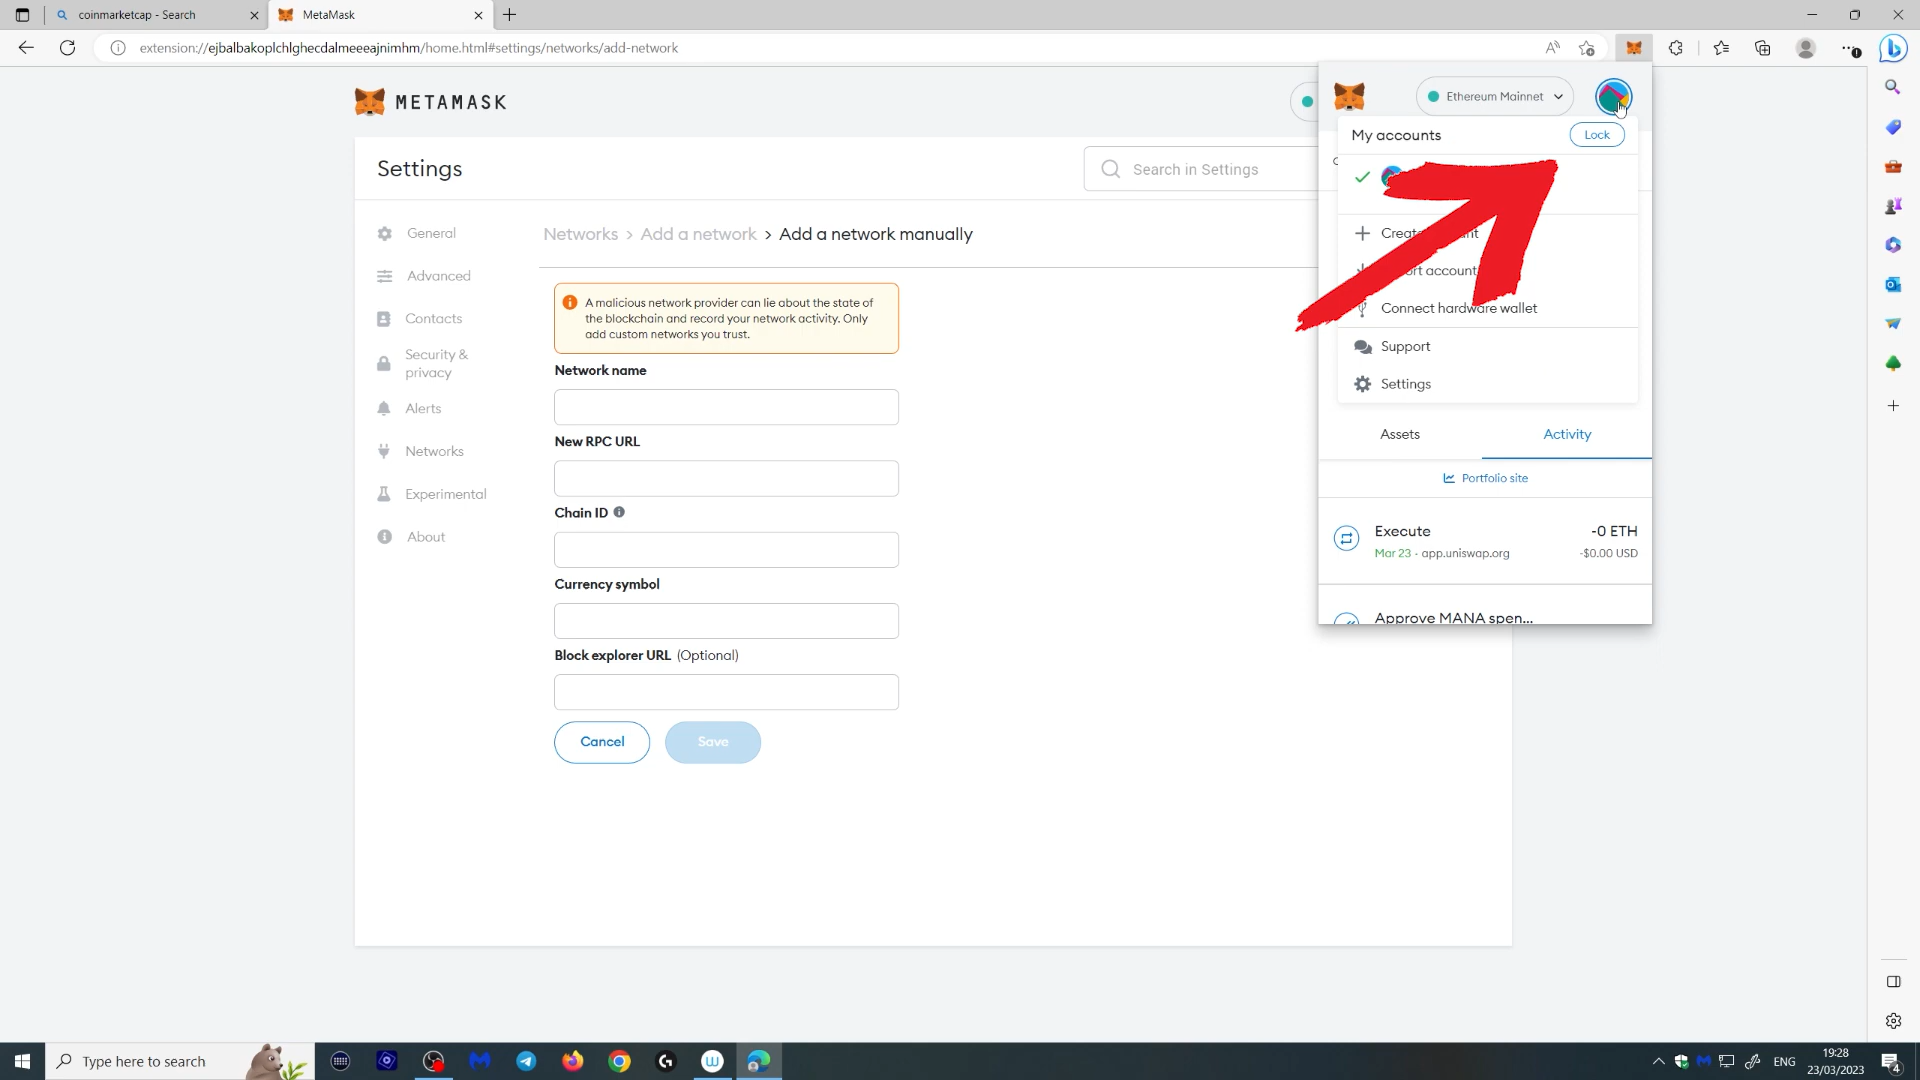 coinmarketcap - Search
MetaMask
extension://ejbalbakoplchlghecdalmeeeajnimhm/home.html#settings/networks/add-network
METAMASK
Ethereum Mainnet
My accounts
Lock
Settings
Search in Settings
General
Advanced
Contacts
Security &
privacy
Alerts
Networks
Experimental
About
Networks > Add a network > Add a network manually
A malicious network provider can lie about the state of
the blockchain and record your network activity. Only
add custom networks you trust.
Network name
New RPC URL
Chain ID
Currency symbol
Block explorer URL (Optional)
Cancel
Save
Connect hardware wallet
Support
Settings
Assets
Activity
Portfolio site
Execute
-0 ETH
Mar 23 · app.uniswap.org
-$0.00 USD
Approve MANA spen...
Type here to search
ENG
19:28
23/03/2023
4